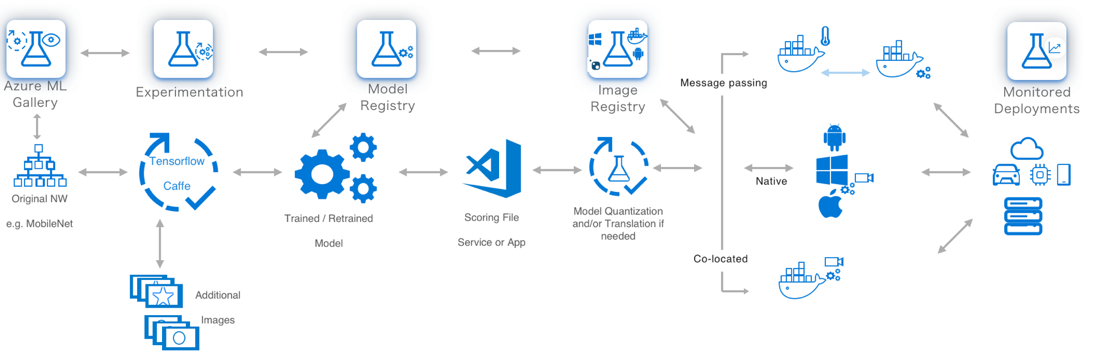 Azure ML
Gallery
Experimentation
Model
Registry
Image
Registry
Message passing
Monitored
Deployments
Original NW
e.g. MobileNet
Tensorflow
Caffe
Trained / Retrained
Model
Scoring File
Service or App
Model Quantization
and/or Translation if
needed
Native
Co-located
Additional
Images